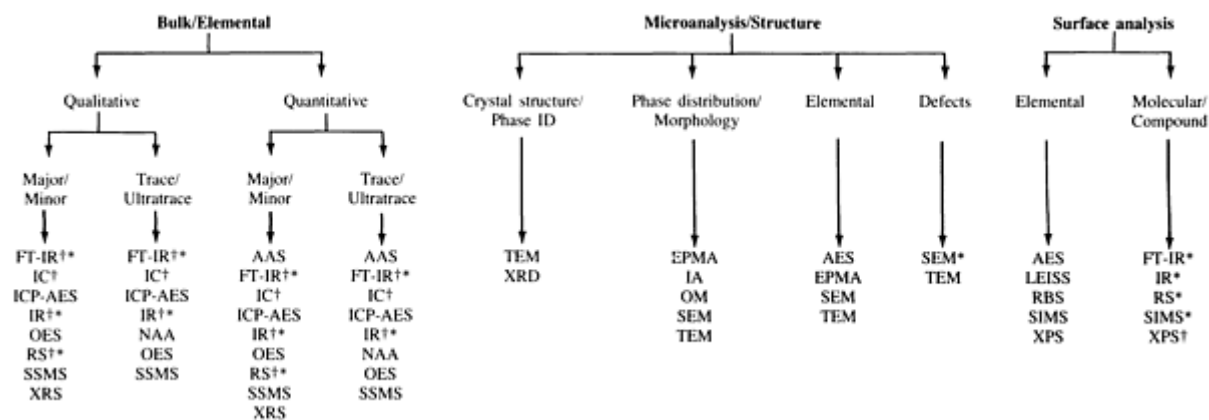 Bulk/Elemental
Qualitative
Major/
Minor
FT-IR†*
IC†
ICP-AES
IR†*
OES
RS†*
SSMS
XRS
Trace/
Ultratrace
FT-IR†*
IC†
ICP-AES
IR†*
NAA
OES
SSMS
Quantitative
Major/
Minor
AAS
FT-IR†*
IC†
ICP-AES
IR†*
OES
RS†*
SSMS
XRS
Trace/
Ultratrace
AAS
FT-IR†*
IC†
ICP-AES
IR†*
NAA
OES
SSMS
Microanalysis/Structure
Crystal structure/
Phase ID
TEM
XRD
Phase distribution/
Morphology
EPMA
IA
OM
SEM
TEM
Elemental
AES
EPMA
SEM
TEM
Defects
SEM*
TEM
Surface analysis
Elemental
AES
LEISS
RBS
SIMS
XPS
Molecular/
Compound
FT-IR*
IR*
RS*
SIMS*
XPS†